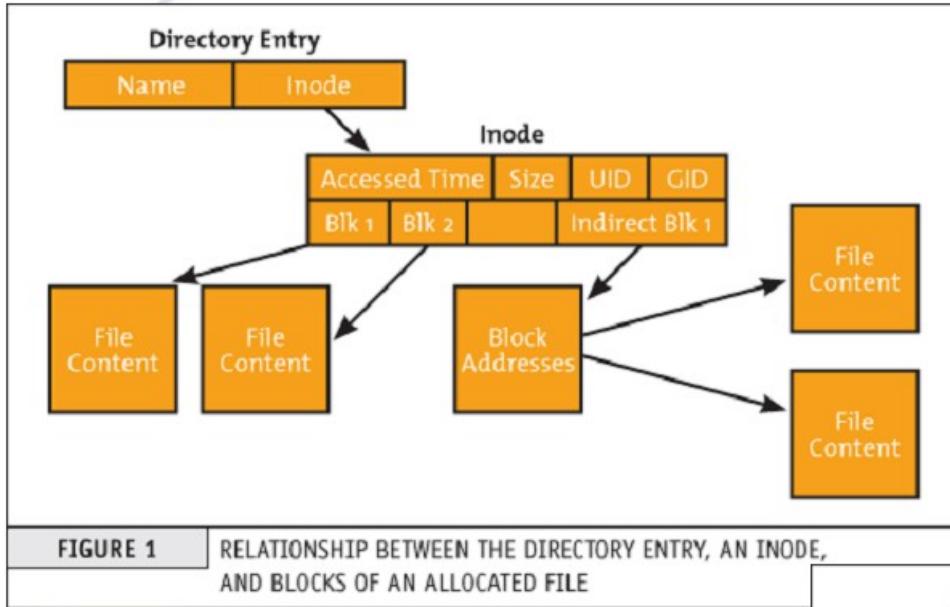 Directory Entry
Name Inode
Inode
Accessed Time Size UID GID
Blk 1 Blk 2 Indirect Blk 1
File
Content
File
Content
Block
Addresses
File
Content
File
Content
FIGURE 1 RELATIONSHIP BETWEEN THE DIRECTORY ENTRY, AN INODE,
AND BLOCKS OF AN ALLOCATED FILE